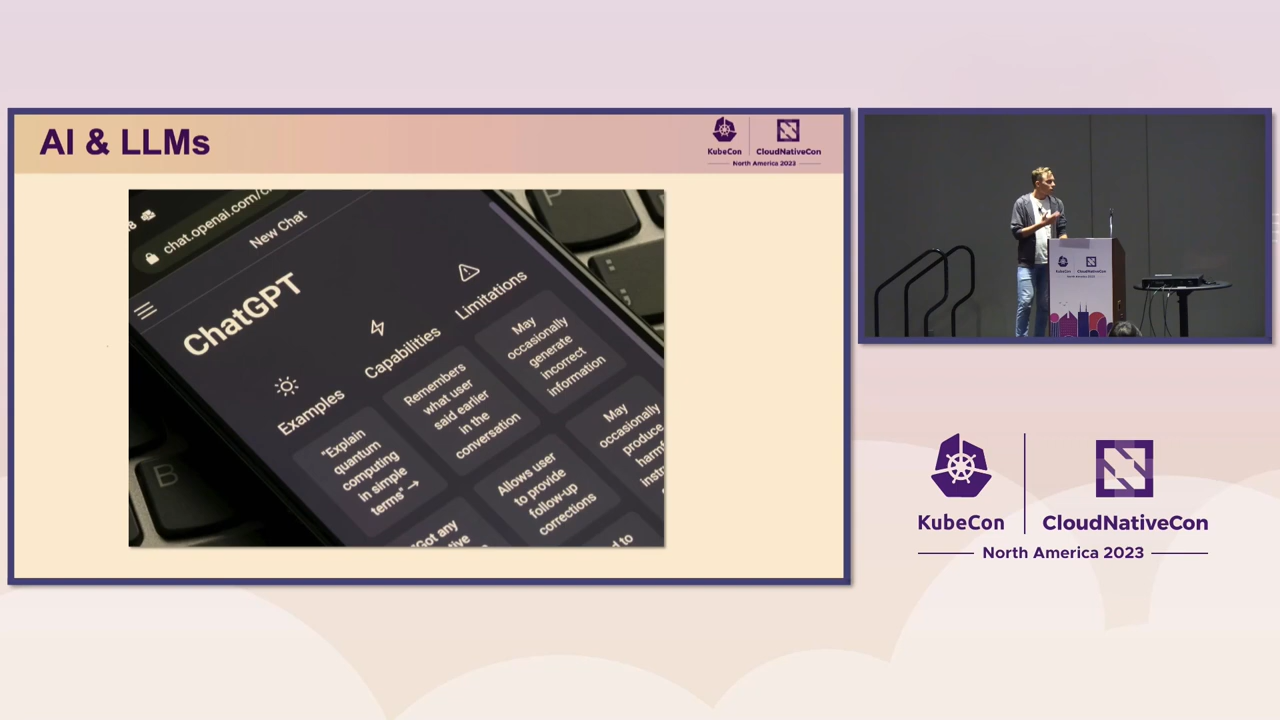 AI & LLMs
KubeCon
CloudNativeCon
North America 2023
chat.openai.com/
New Chat
ChatGPT
Examples
Capabilities
Limitations
"Explain
quantum
computing
in simple
terms" →
Remembers
what user
said earlier
in the
conversation
May
occasionally
generate
incorrect
information
Allows user
to provide
follow-up
corrections
May
occasionally
produce
B
KubeCon
CloudNativeCon
KubeCon
CloudNativeCon
North America 2023